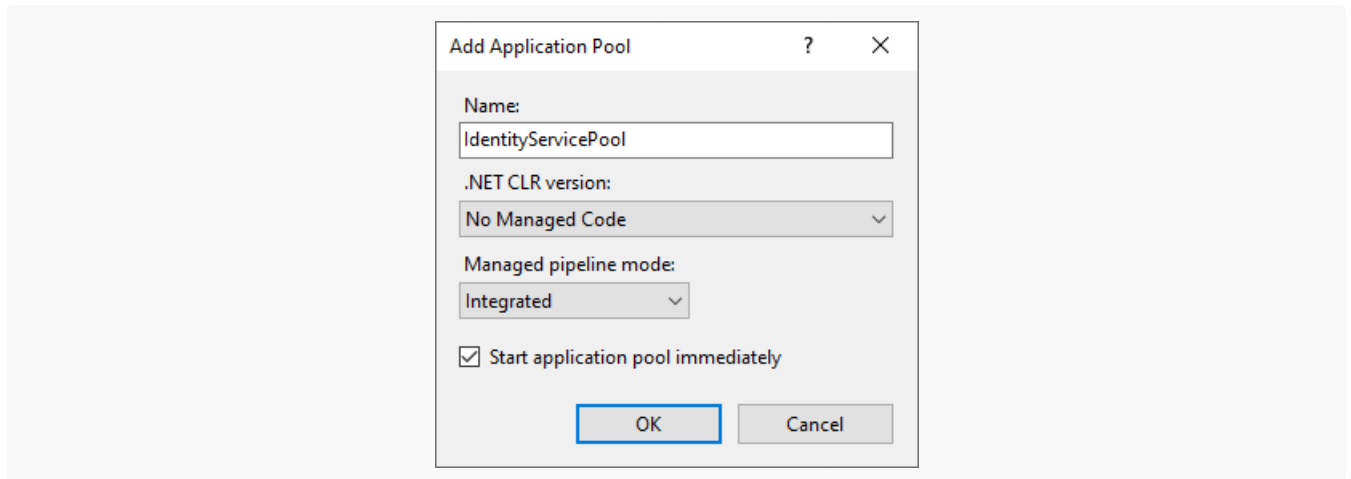 Add Application Pool ?
Name:
IdentityServicePool
.NET CLR version:
No Managed Code
Managed pipeline mode:
Integrated
Start application pool immediately
OK Cancel